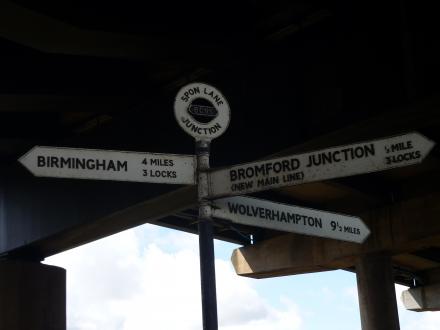 SPON LANE
BCNS
JUNCTION
BIRMINGHAM 4 MILES
3 LOCKS
BROMFORD JUNCTION ½ MILE
(NEW MAIN LINE) 3 LOCKS
WOLVERHAMPTON 9½ MILES